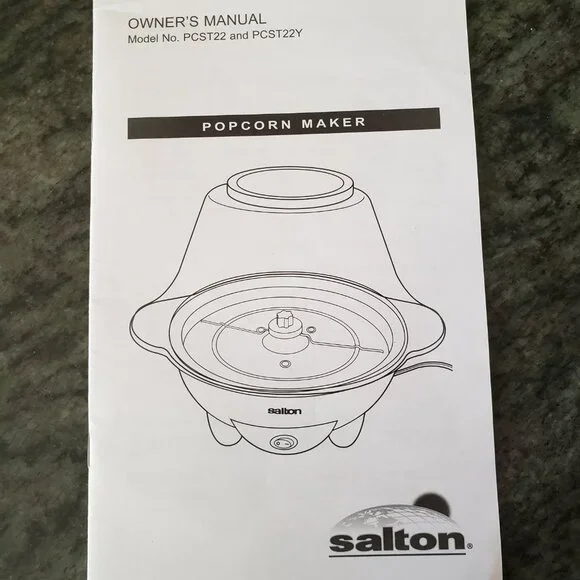 OWNER'S MANUAL
Model No. PCST22 and PCST22Y
POPCORN MAKER
salton
salton®